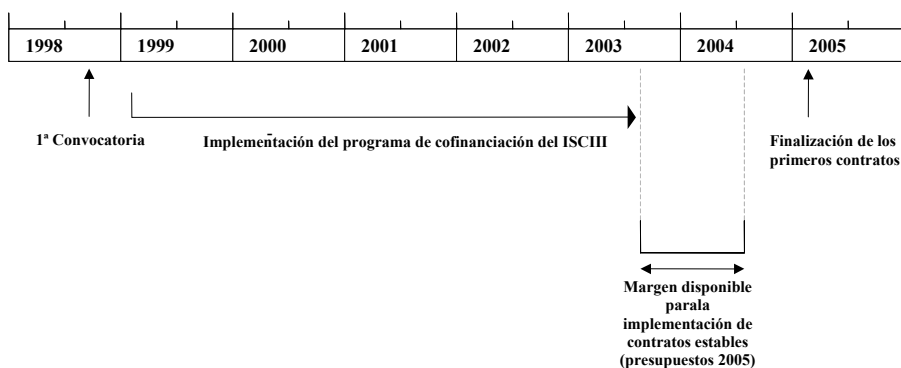 1998 1999 2000 2001 2002 2003 2004 2005
1ª Convocatoria
Implementación del programa de cofinanciación del ISCIII
Finalización de los
primeros contratos
Margen disponible
parala
implementación de
contratos estables
(presupuestos 2005)